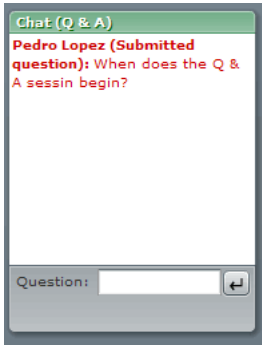 Chat (Q & A)
Pedro Lopez (Submitted
question): When does the Q &
A sessin begin?
Question: